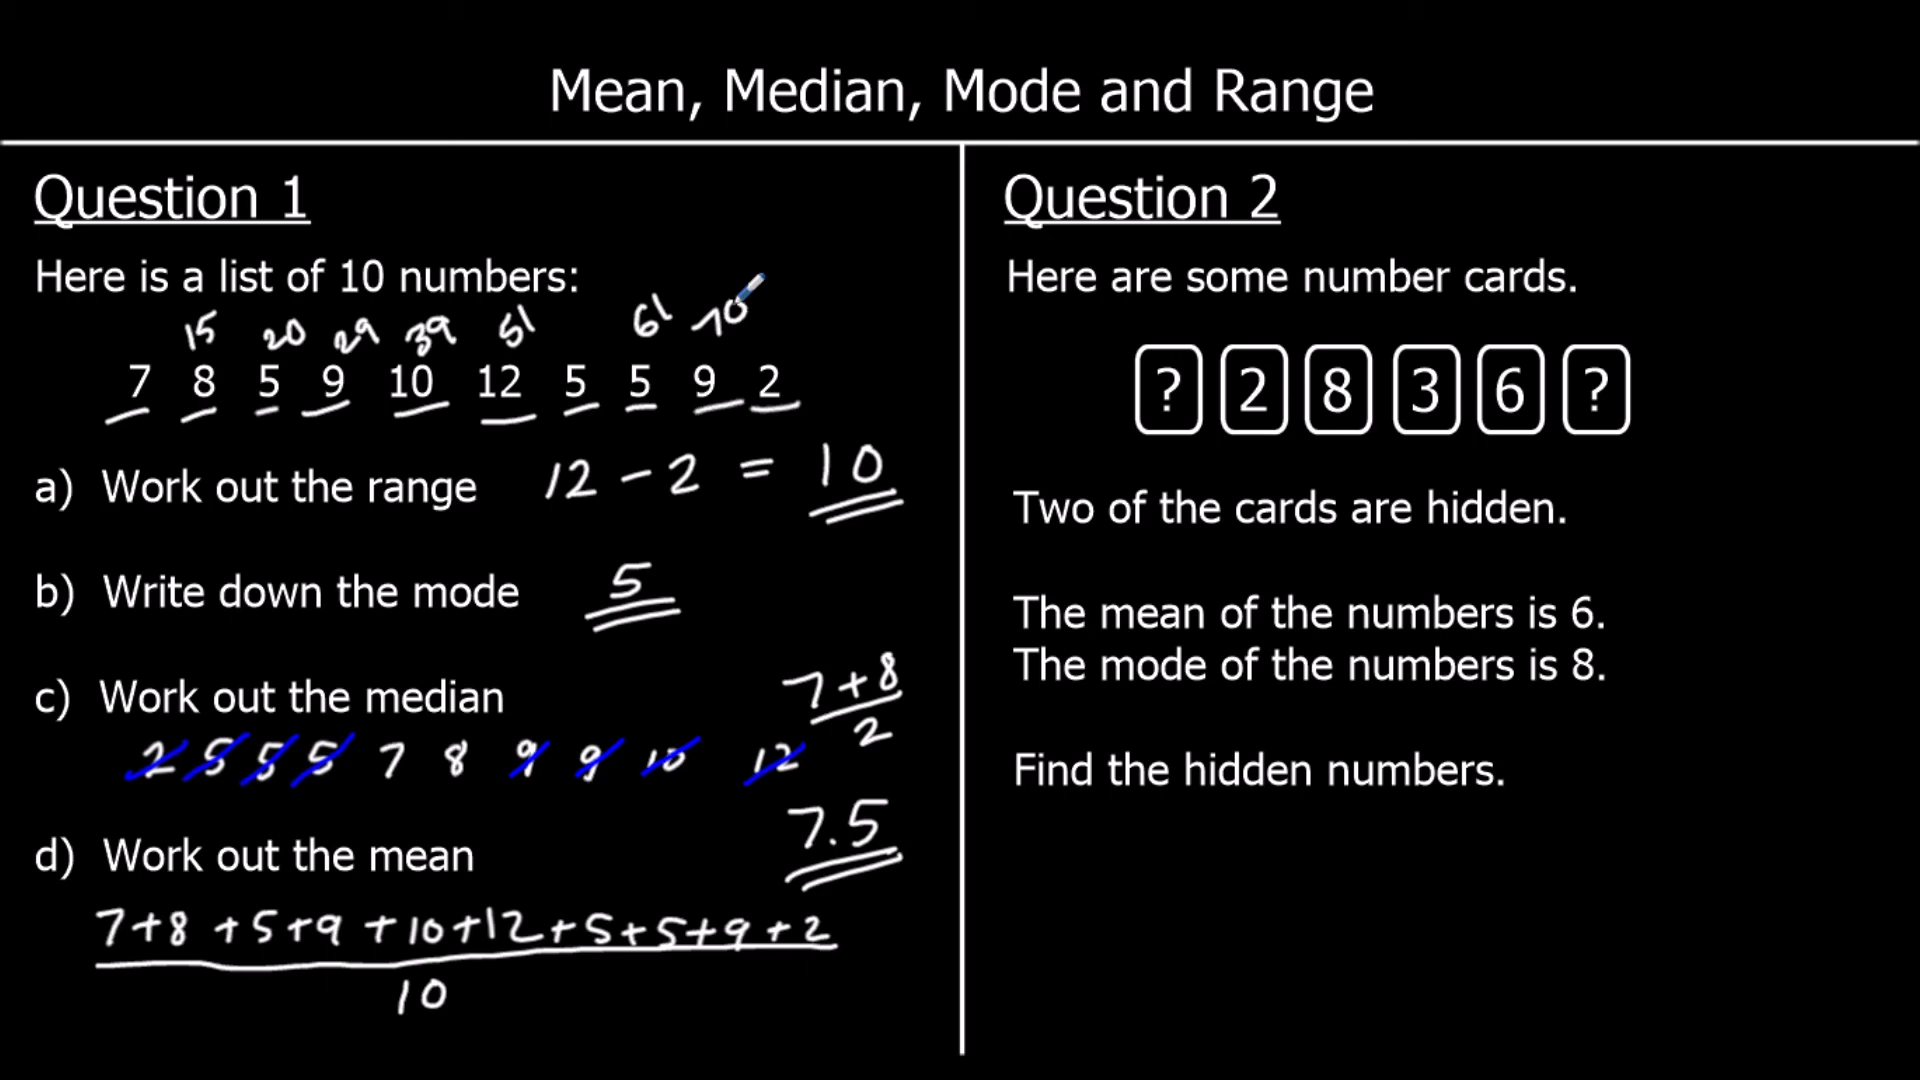 Mean, Median, Mode and Range
Question 1
Here is a list of 10 numbers:
15 20 29 39 51 61 70
7 8 5 9 10 12 5 5 9 2
a) Work out the range 12 - 2 = 10
b) Write down the mode 5
c) Work out the median
7+8
2
2 5 5 5 7 8 9 9 10 12
7.5
d) Work out the mean
7+8 +5+9 +10+12+5+5+9+2
10
Question 2
Here are some number cards.
? 2 8 3 6 ?
Two of the cards are hidden.
The mean of the numbers is 6.
The mode of the numbers is 8.
Find the hidden numbers.